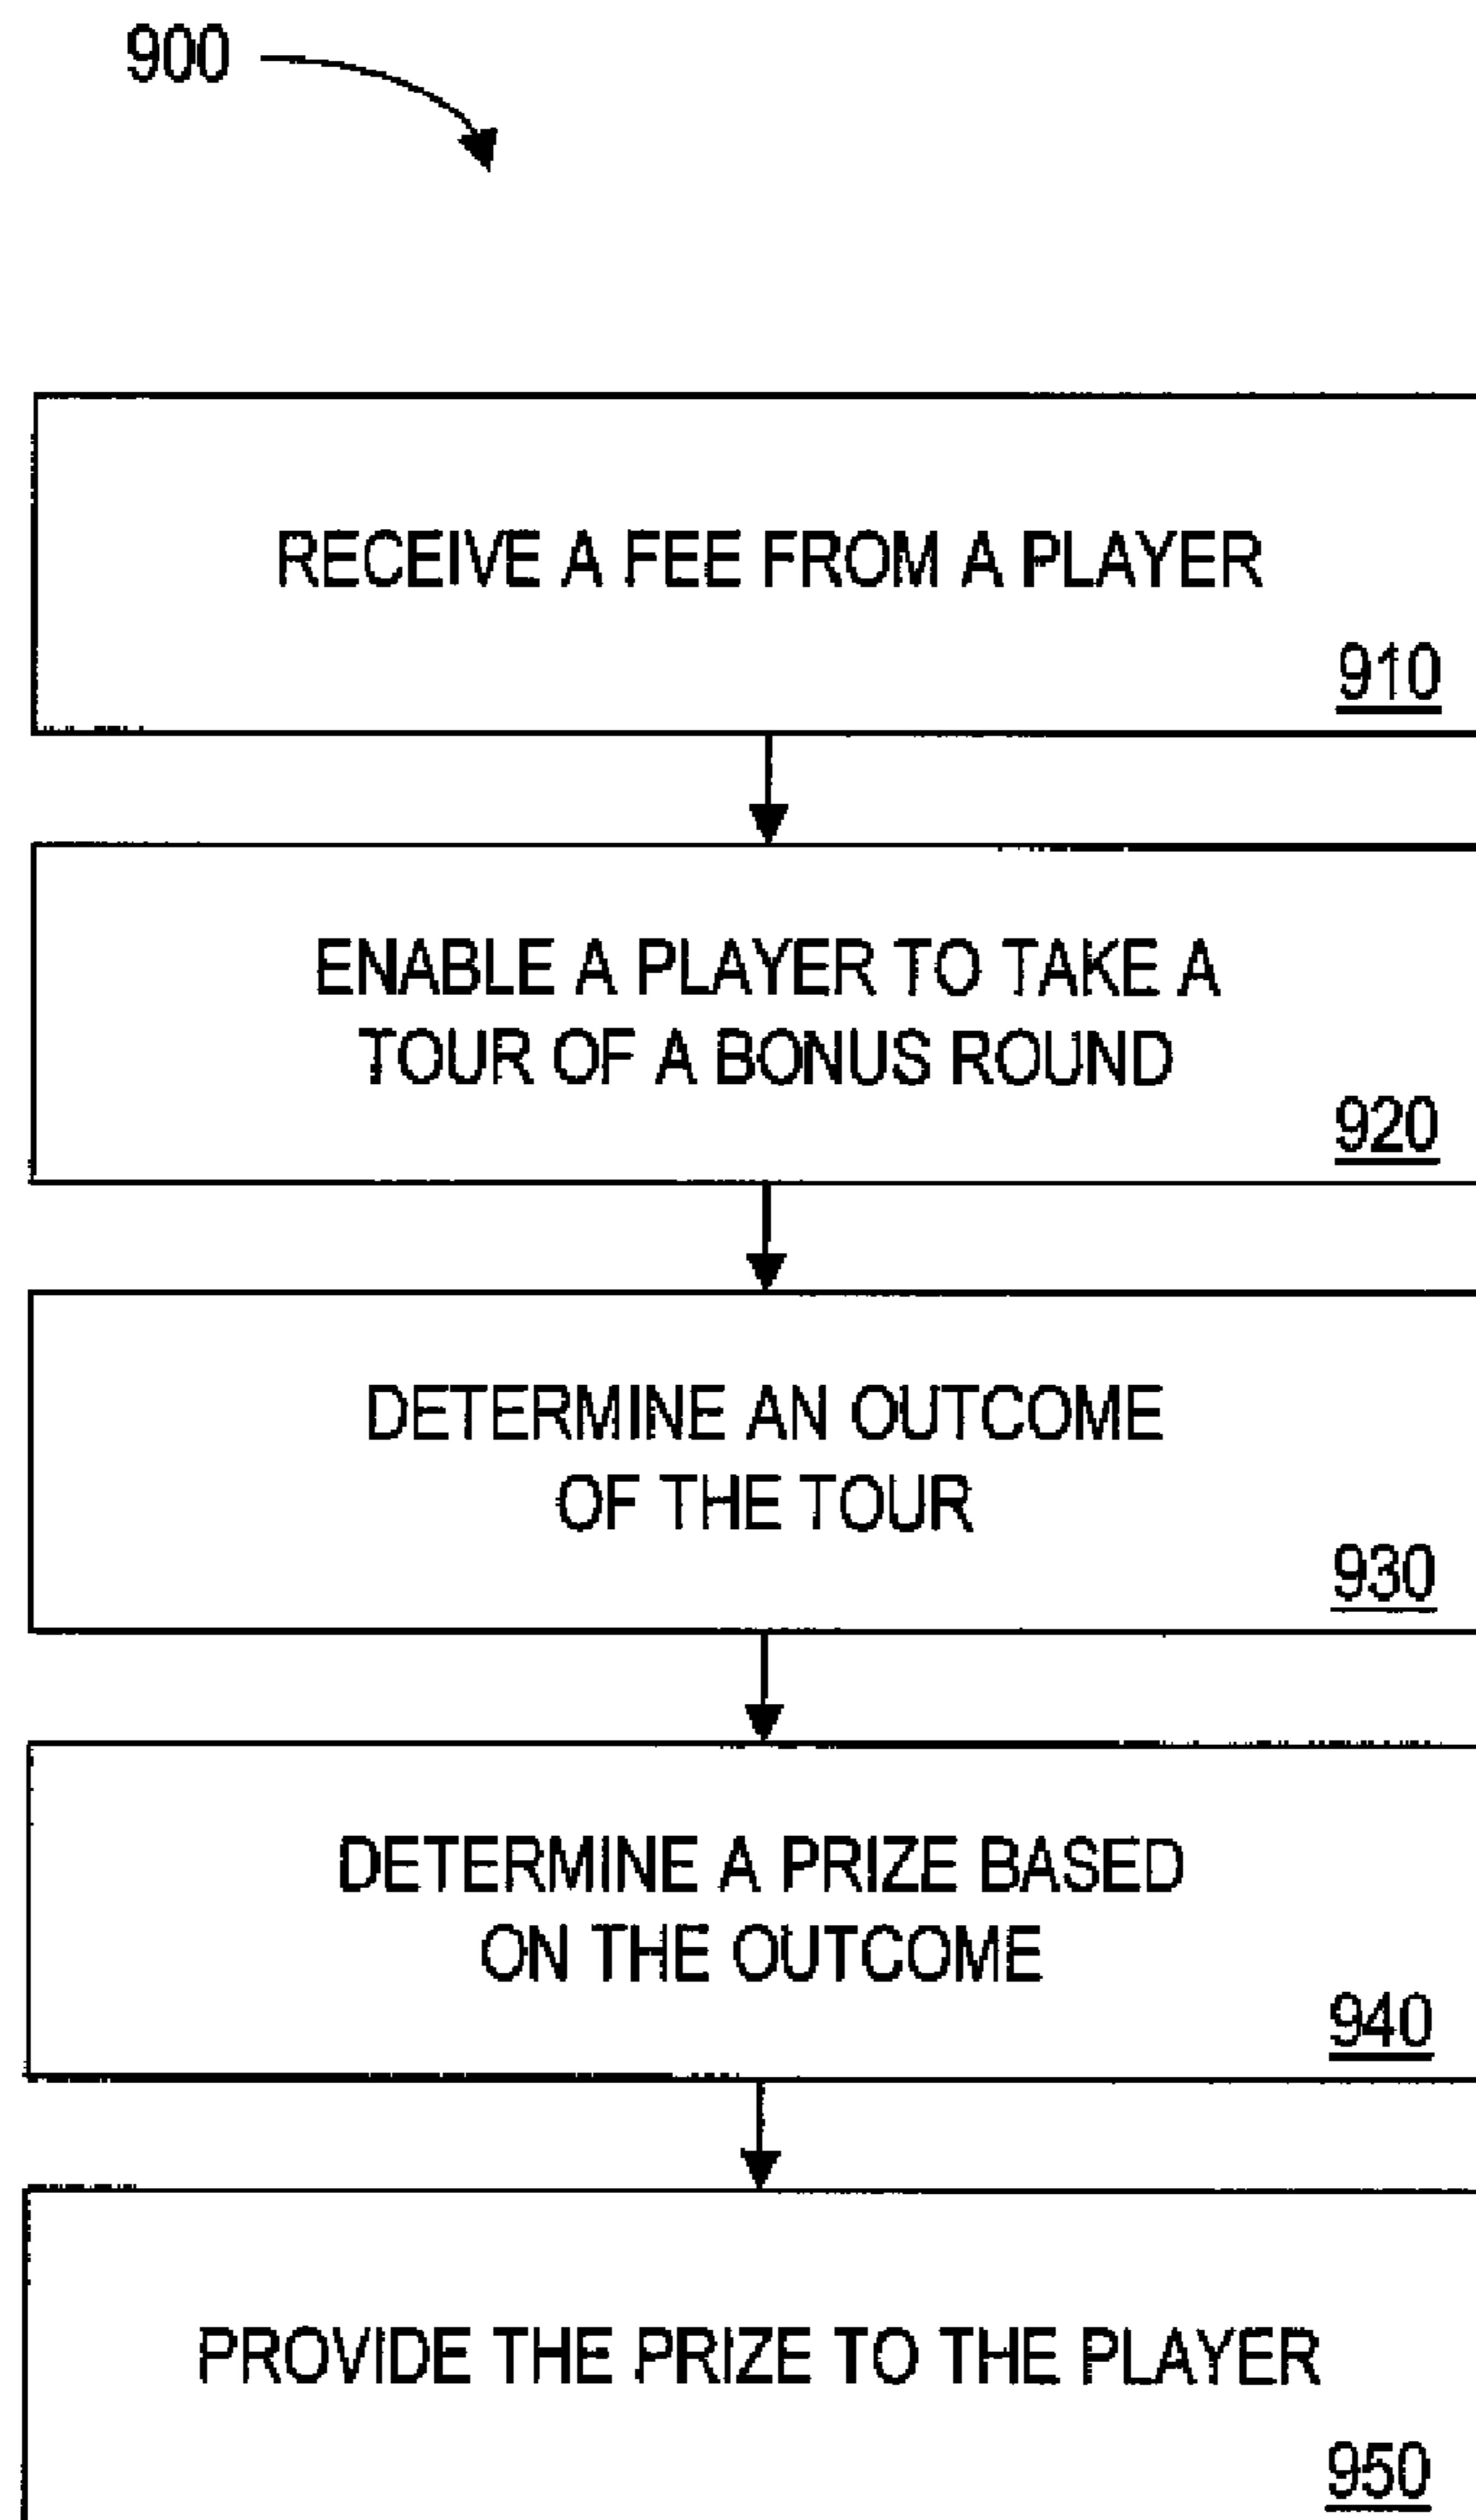 900
RECEIVE A FEE FROM A PLAYER
910
ENABLE A PLAYER TO TAKE A
TOUR OF A BONUS ROUND
920
DETERMINE AN OUTCOME
OF THE TOUR
930
DETERMINE A PRIZE BASED
ON THE OUTCOME
940
PROVIDE THE PRIZE TO THE PLAYER
950